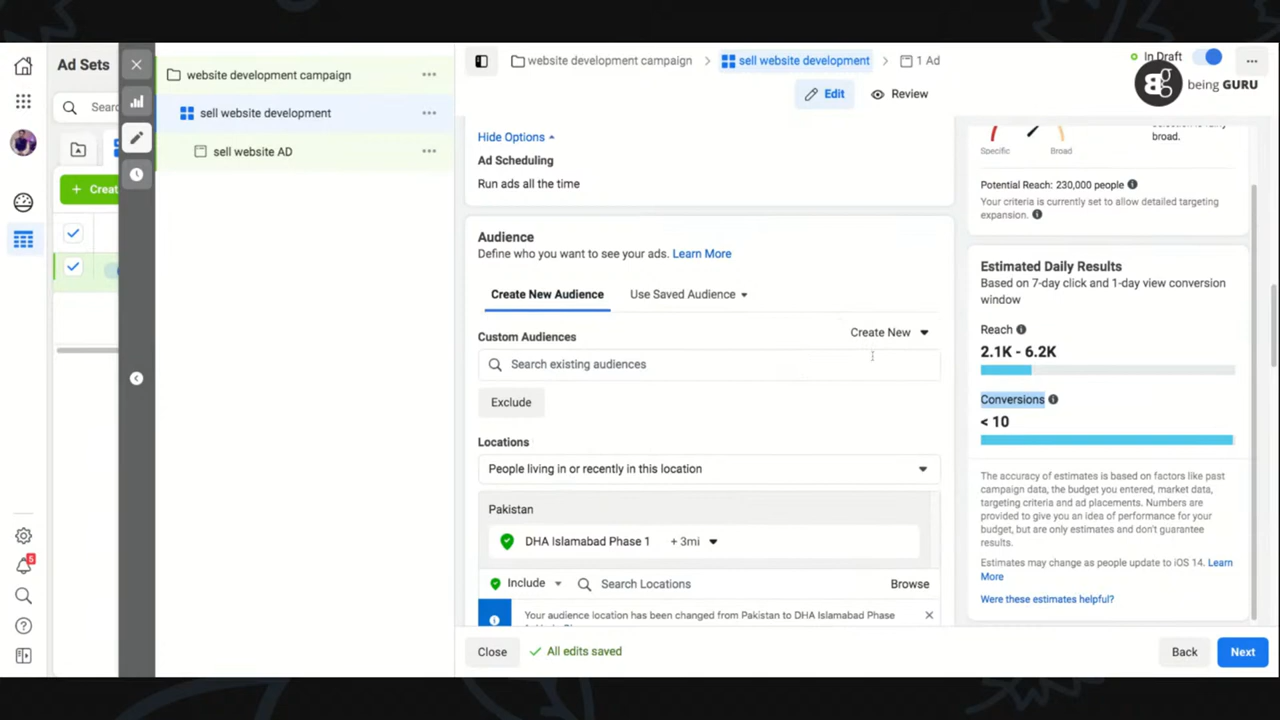 Ad Sets
Searc
Creat
website development campaign
sell website development
sell website AD
website development campaign
sell website development
1 Ad
In Draft
being GURU
Edit
Review
Hide Options
Ad Scheduling
Run ads all the time
Audience
Define who you want to see your ads. Learn More
Create New Audience
Use Saved Audience
Custom Audiences
Create New
Search existing audiences
Exclude
Locations
People living in or recently in this location
Pakistan
DHA Islamabad Phase 1 + 3mi
Include
Search Locations
Browse
Your audience location has been changed from Pakistan to DHA Islamabad Phase
Close
All edits saved
Back
Next
Specific
Broad
broad.
Potential Reach: 230,000 people
Your criteria is currently set to allow detailed targeting
expansion.
Estimated Daily Results
Based on 7-day click and 1-day view conversion
window
Reach
2.1K - 6.2K
Conversions
< 10
The accuracy of estimates is based on factors like past
campaign data, the budget you entered, market data,
targeting criteria and ad placements. Numbers are
provided to give you an idea of performance for your
budget, but are only estimates and don't guarantee
results.
Estimates may change as people update to iOS 14. Learn
More
Were these estimates helpful?
5